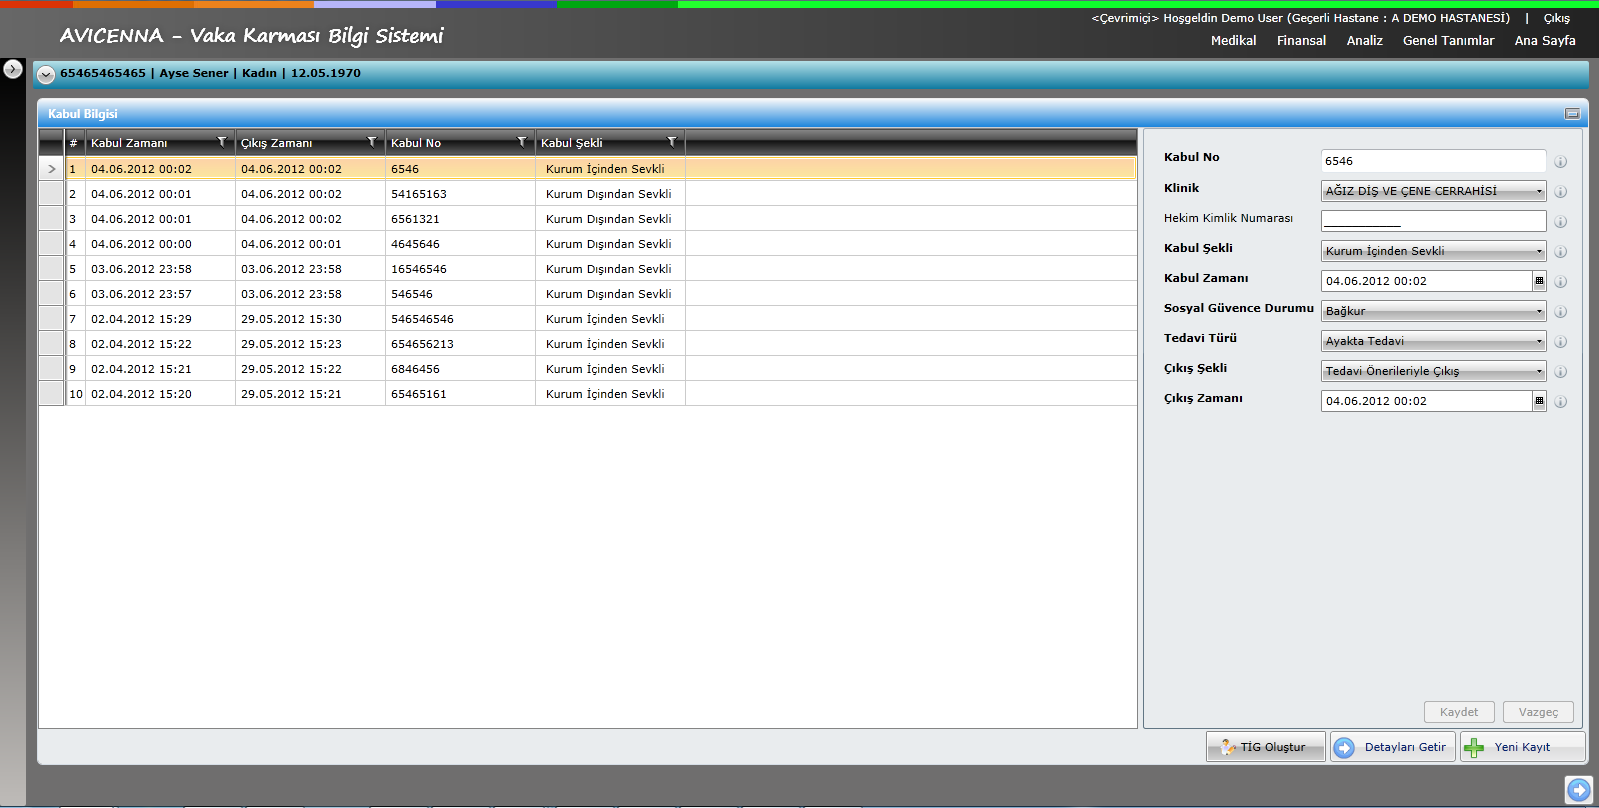 <Çevrimiçi> Hoşgeldin Demo User (Geçerli Hastane : A DEMO HASTANESİ) | Çıkış
AVICENNA - Vaka Karması Bilgi Sistemi
Medikal Finansal Analiz Genel Tanımlar Ana Sayfa
65465465465 | Ayse Sener | Kadın | 12.05.1970
Kabul Bilgisi
# Kabul Zamanı Çıkış Zamanı Kabul No Kabul Şekli
1 04.06.2012 00:02 04.06.2012 00:02 6546 Kurum İçinden Sevkli
2 04.06.2012 00:01 04.06.2012 00:02 54165163 Kurum Dışından Sevkli
3 04.06.2012 00:01 04.06.2012 00:02 6561321 Kurum Dışından Sevkli
4 04.06.2012 00:00 04.06.2012 00:01 4645646 Kurum Dışından Sevkli
5 03.06.2012 23:58 03.06.2012 23:58 16546546 Kurum Dışından Sevkli
6 03.06.2012 23:57 03.06.2012 23:58 546546 Kurum Dışından Sevkli
7 02.04.2012 15:29 29.05.2012 15:30 546546546 Kurum İçinden Sevkli
8 02.04.2012 15:22 29.05.2012 15:23 654656213 Kurum İçinden Sevkli
9 02.04.2012 15:21 29.05.2012 15:22 6846456 Kurum İçinden Sevkli
10 02.04.2012 15:20 29.05.2012 15:21 65465161 Kurum İçinden Sevkli
Kabul No 6546
Klinik AĞIZ DİŞ VE ÇENE CERRAHİSİ
Hekim Kimlik Numarası ___________
Kabul Şekli Kurum İçinden Sevkli
Kabul Zamanı 04.06.2012 00:02
Sosyal Güvence Durumu Bağkur
Tedavi Türü Ayakta Tedavi
Çıkış Şekli Tedavi Önerileriyle Çıkış
Çıkış Zamanı 04.06.2012 00:02
Kaydet Vazgeç
TİG Oluştur Detayları Getir Yeni Kayıt